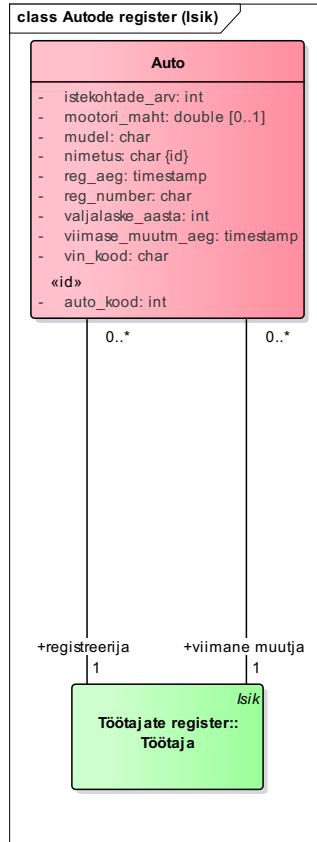 class Autode register (Isik)
Auto
- istekohtade_arv: int
- mootori_maht: double [0..1]
- mudel: char
- nimetus: char {id}
- reg_aeg: timestamp
- reg_number: char
- valjalaske_aasta: int
- viimase_muutm_aeg: timestamp
- vin_kood: char
«id»
- auto_kood: int
0..* 0..*
+registreerija +viimane muutja
1 1
Isik
Töötajate register::
Töötaja